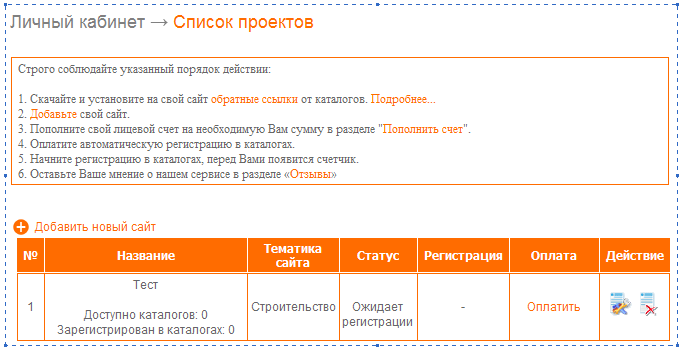 Личный кабинет → Список проектов
Строго соблюдайте указанный порядок действии:
1. Скачайте и установите на свой сайт обратные ссылки от каталогов. Подробнее...
2. Добавьте свой сайт.
3. Пополните свой лицевой счет на необходимую Вам сумму в разделе "Пополнить счет".
4. Оплатите автоматическую регистрацию в каталогах.
5. Начните регистрацию в каталогах, перед Вами появится счетчик.
6. Оставьте Ваше мнение о нашем сервисе в разделе «Отзывы»
Добавить новый сайт
№ Название Тематика сайта Статус Регистрация Оплата Действие
1 Тест
Доступно каталогов: 0
Зарегистрирован в каталогах: 0
Строительство
Ожидает
регистрации
-
Оплатить